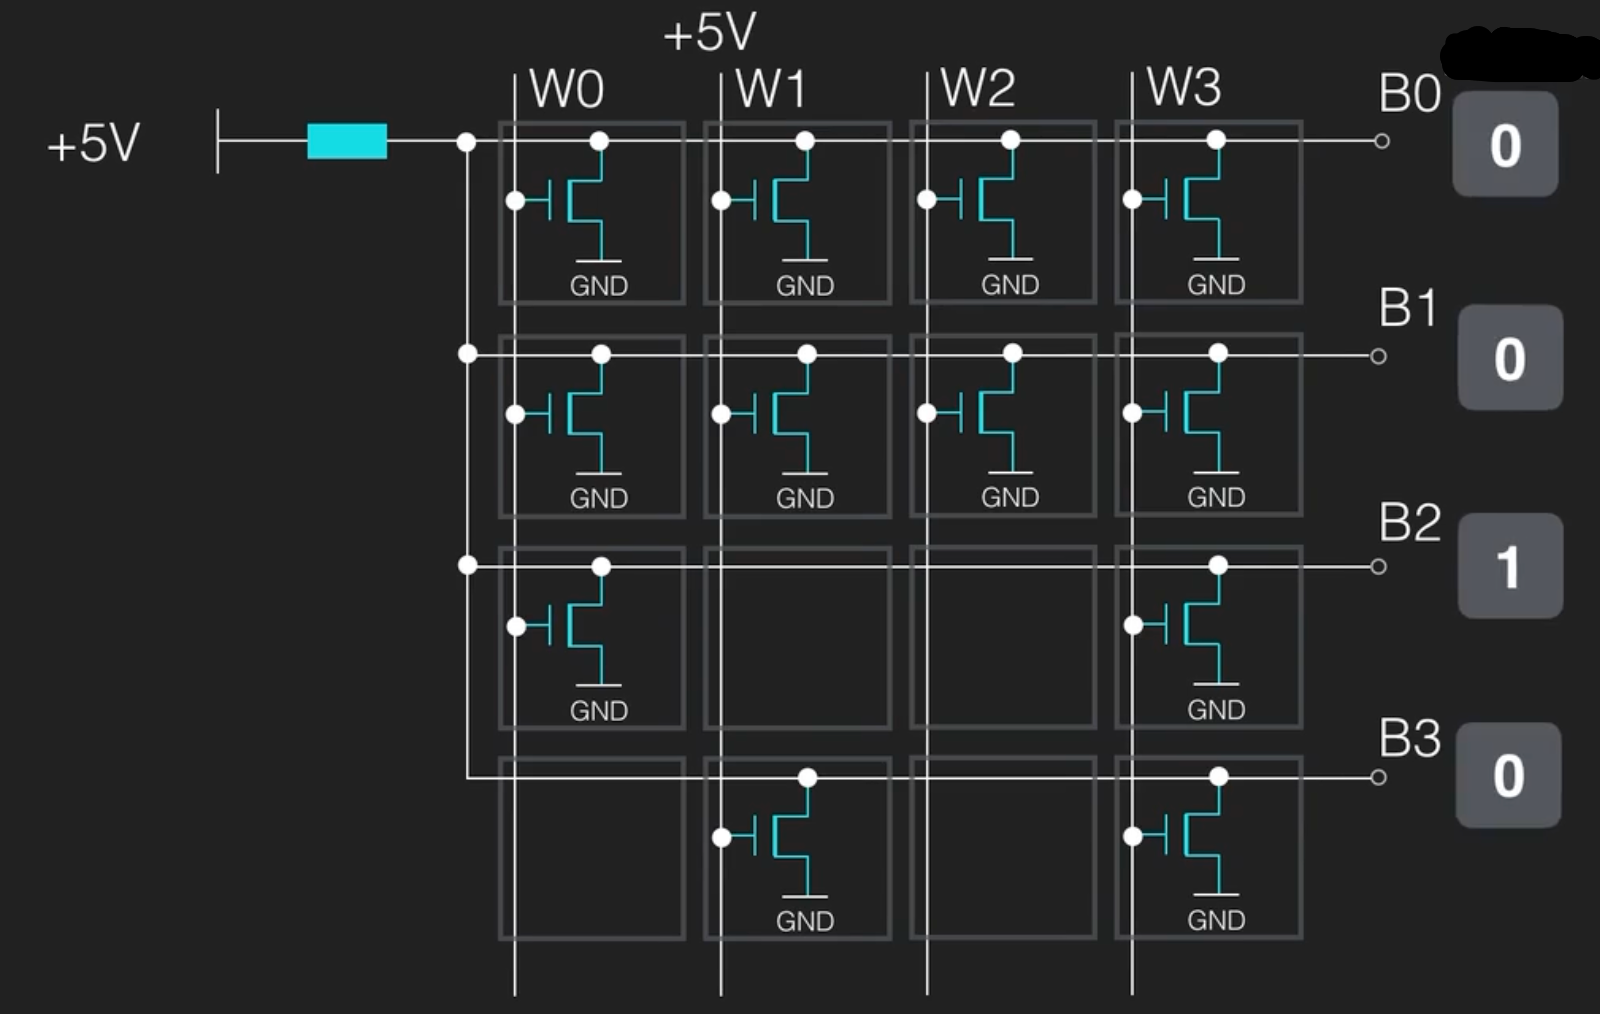 +5V
W0 W1 W2 W3
B0
0
+5V
GND GND GND GND
B1
0
GND GND GND GND
B2
1
GND GND
B3
0
GND GND